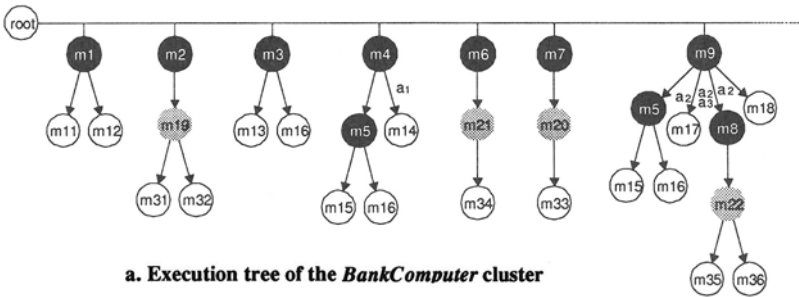 root
m1 m2 m3 m4 m6 m7 m9
a1 a2 a2 a3 a2
m11 m12 m19 m13 m16 m5 m14 m21 m20 m5 m17 m8 m18
m31 m32 m15 m16 m34 m33 m15 m16 m22
m35 m36
a. Execution tree of the BankComputer cluster